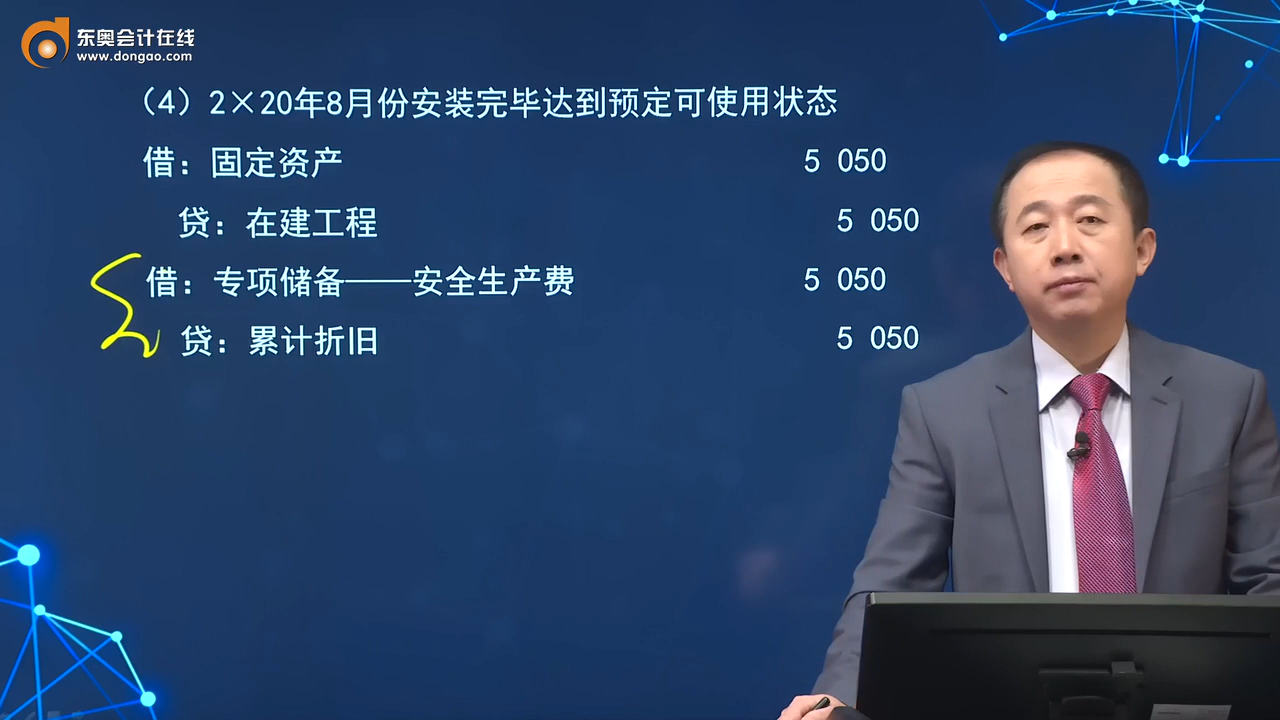 东奥会计在线
www.dongao.com
（4）2×20年8月份安装完毕达到预定可使用状态
借：固定资产 5 050
贷：在建工程 5 050
借：专项储备——安全生产费 5 050
贷：累计折旧 5 050